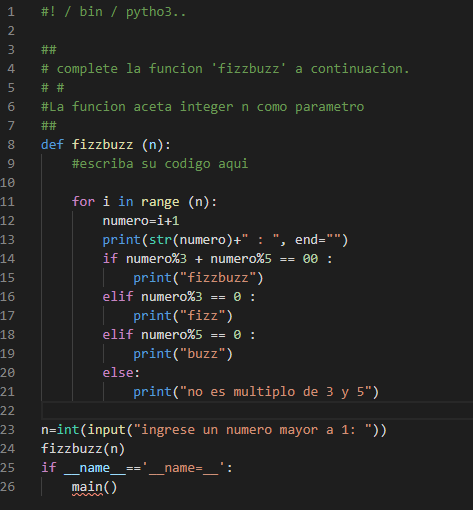 1 #! / bin / pytho3..
2
3 ##
4 # complete la funcion 'fizzbuzz' a continuacion.
5 # #
6 #La funcion aceta integer n como parametro
7 ##
8 def fizzbuzz (n):
9 #escriba su codigo aqui
10
11 for i in range (n):
12 numero=i+1
13 print(str(numero)+" : ", end="")
14 if numero%3 + numero%5 == 00 :
15 print("fizzbuzz")
16 elif numero%3 == 0 :
17 print("fizz")
18 elif numero%5 == 0 :
19 print("buzz")
20 else:
21 print("no es multiplo de 3 y 5")
22
23 n=int(input("ingrese un numero mayor a 1: "))
24 fizzbuzz(n)
25 if __name__=='__name=__':
26 main()